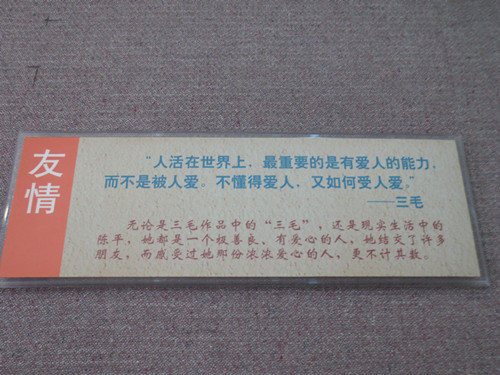 友情
“人活在世界上，最重要的是有爱人的能力，
而不是被人爱。不懂得爱人，又如何受人爱。”
——三毛
无论是三毛作品中的“三毛”，还是现实生活中的
陈平，她都是一个极善良、有爱心的人，她结交了许多
朋友，而感受过她那份浓浓爱心的人，更不计其数。